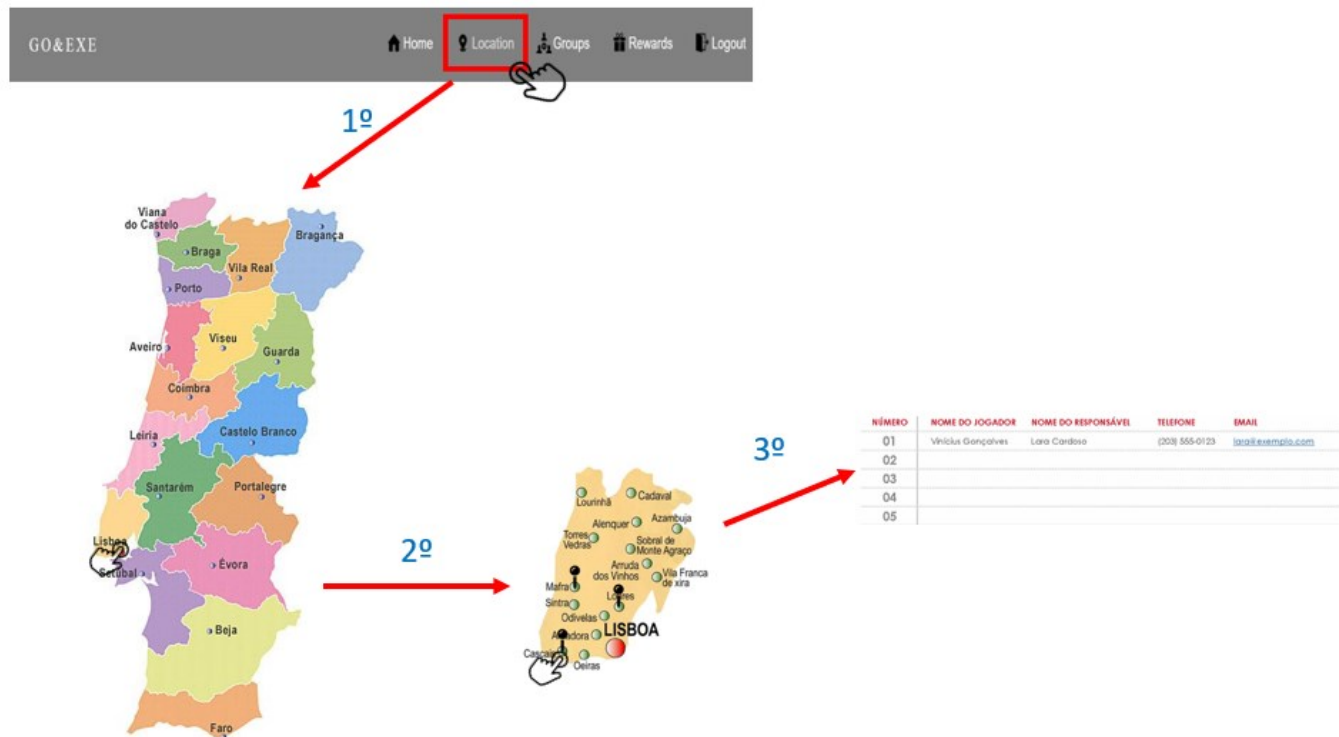 GO&EXE
Home
Location
Groups
Rewards
Logout
1º
Viana
do Castelo
Braga
Bragança
Vila Real
Porto
Aveiro
Viseu
Guarda
Coimbra
Leiria
Castelo Branco
Santarém
Portalegre
Lisboa
Setúbal
Évora
Beja
Faro
2º
Lourinhã
Cadaval
Alenquer
Azambuja
Torres
Vedras
Sobral de
Monte Agraço
Arruda
dos Vinhos
Vila Franca
de xira
Mafra
Loures
Sintra
Odivelas
Amadora
LISBOA
Cascais
Oeiras
3º
NÚMERO NOME DO JOGADOR NOME DO RESPONSÁVEL TELEFONE EMAIL
01 Vinícius Gonçalves Lara Cardoso (203) 555-0123 lara@exemplo.com
02
03
04
05